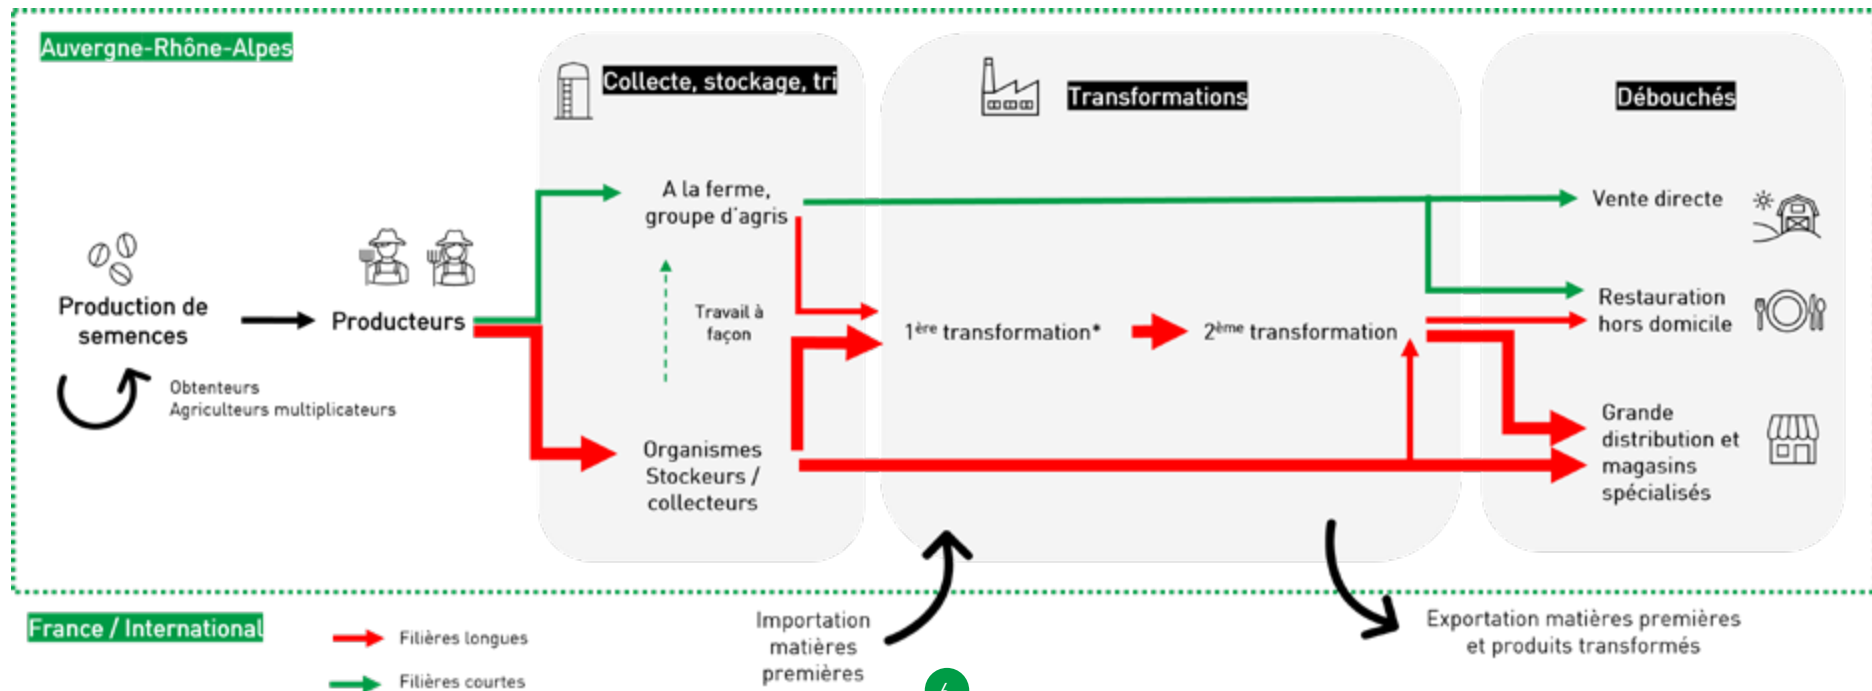 Auvergne-Rhône-Alpes
Collecte, stockage, tri
Transformations
Débouchés
A la ferme,
groupe d'agris
Vente directe
Production de
semences
Producteurs
Travail à
façon
1ère transformation*
2ème transformation
Restauration
hors domicile
Obtenteurs
Agriculteurs multiplicateurs
Organismes
Stockeurs /
collecteurs
Grande
distribution et
magasins
spécialisés
France / International
Filières longues
Filières courtes
Importation
matières
premières
Exportation matières premières
et produits transformés